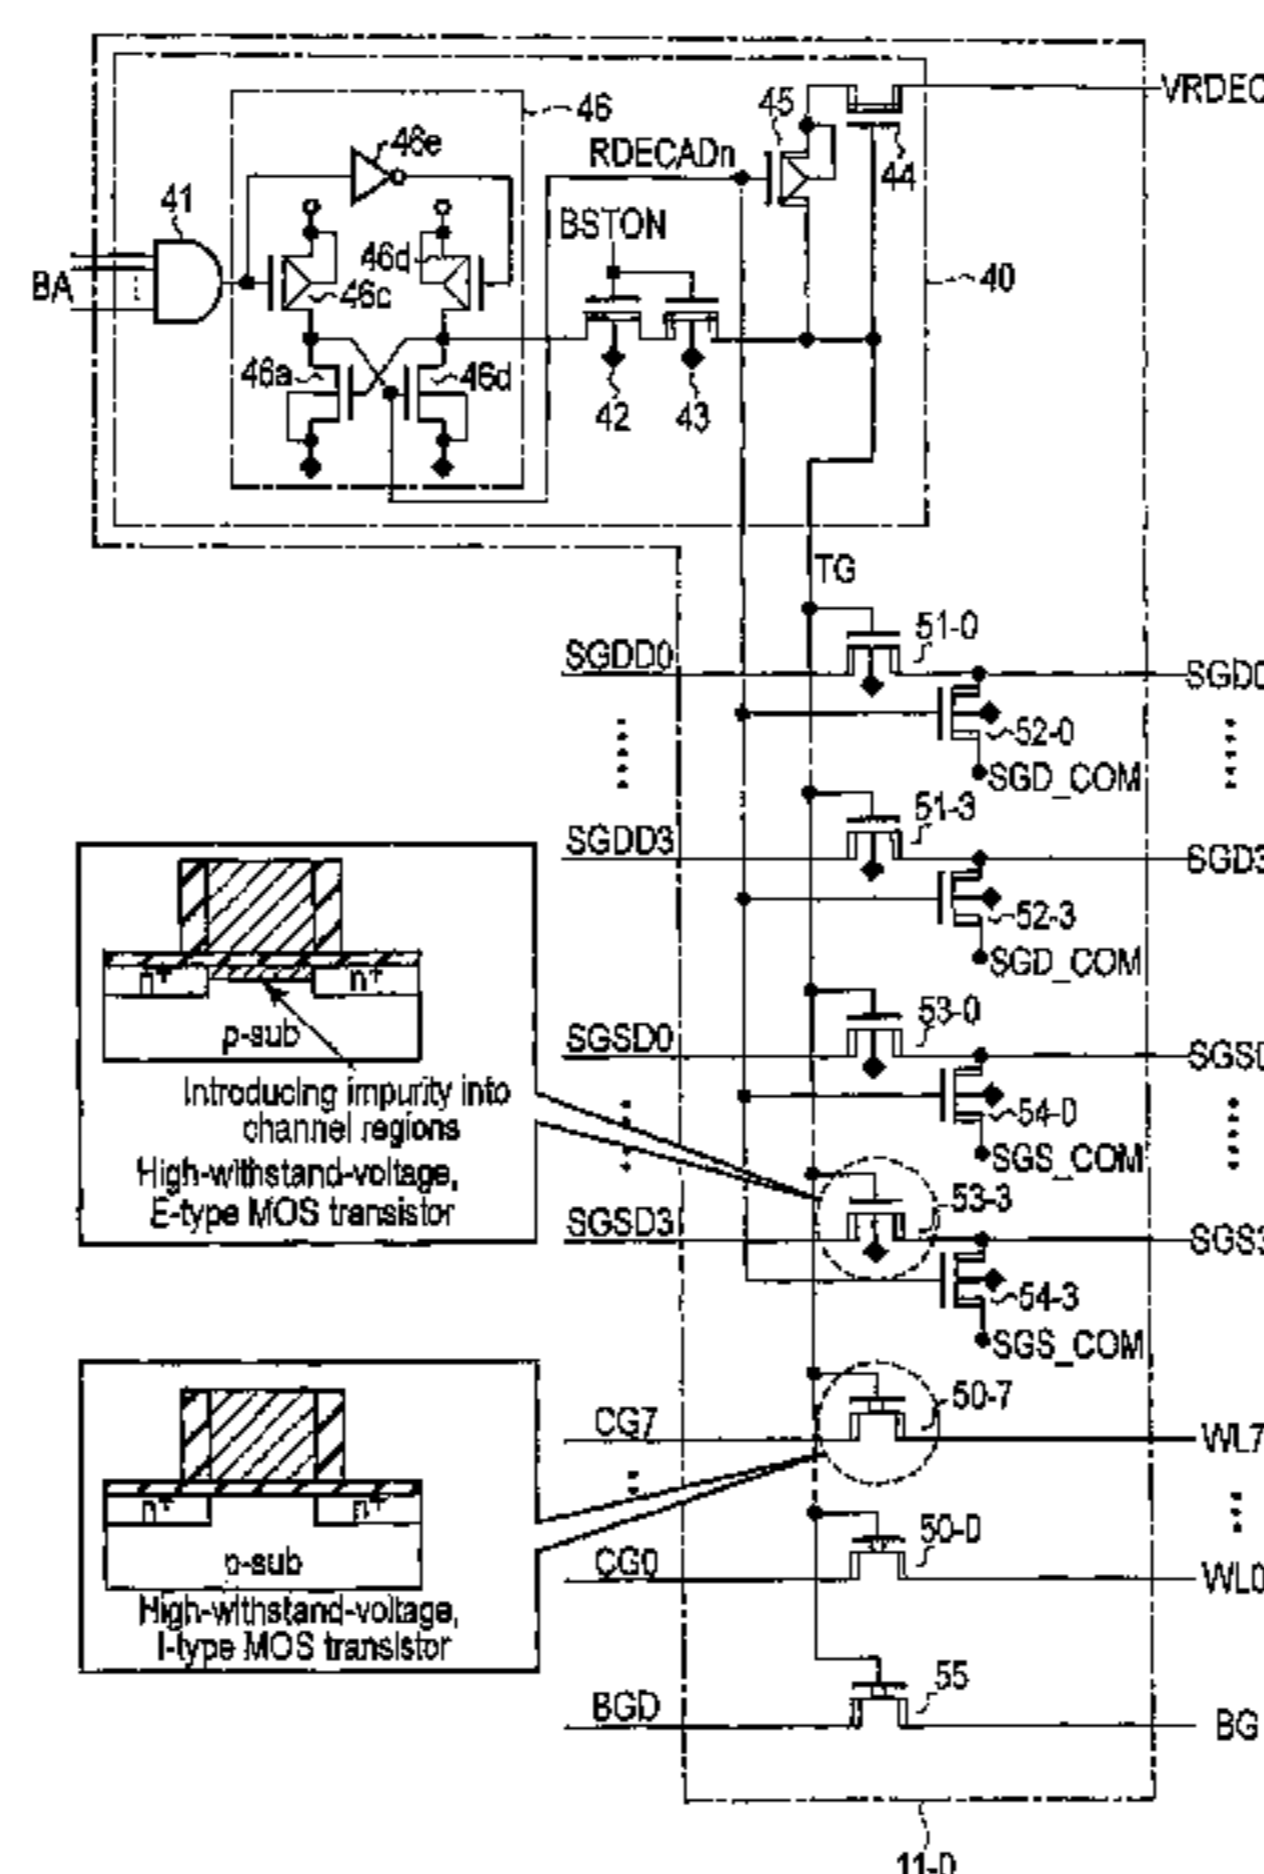 VRDEC
45
46
46e
RDECADn
44
41
BSTON
46d
BA
46c
40
46a
46d
42
43
TG
51-0
SGDD0
SGD0
52-0
SGD_COM
51-3
SGDD3
SGD3
52-3
SGD_COM
n+
n+
53-0
p-sub
SGSD0
SGS0
Introducing impurity into
channel regions
54-0
High-withstand-voltage,
E-type MOS transistor
SGS_COM
53-3
SGSD3
SGS3
54-3
SGS_COM
50-7
CG7
WL7
n+
n+
50-0
p-sub
CG0
WL0
High-withstand-voltage,
I-type MOS transistor
55
BGD
BG
11-0